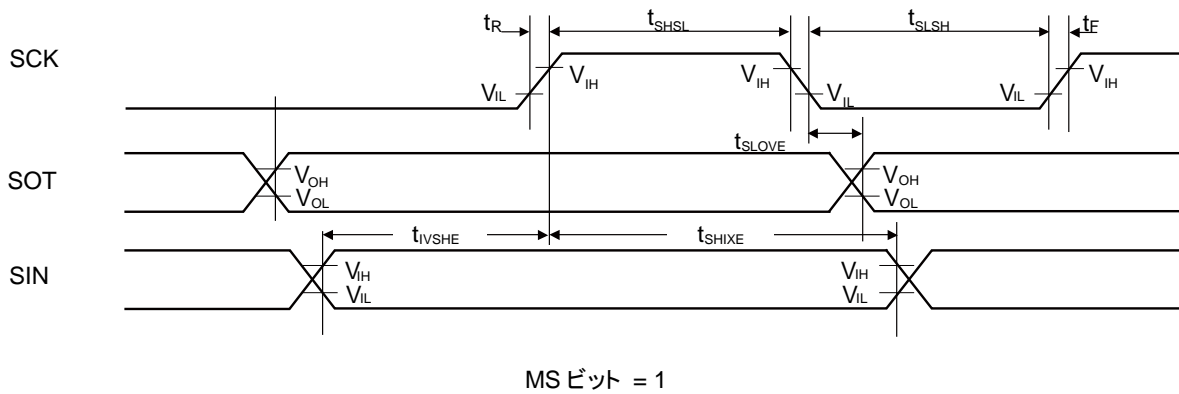 tR tSHSL tSLSH tF
SCK
VIL VIH VIH VIL VIL VIH
tSLOVE
SOT
VOH VOH
VOL VOL
tIVSHE tSHIXE
SIN
VIH VIH
VIL VIL
MS ビット = 1